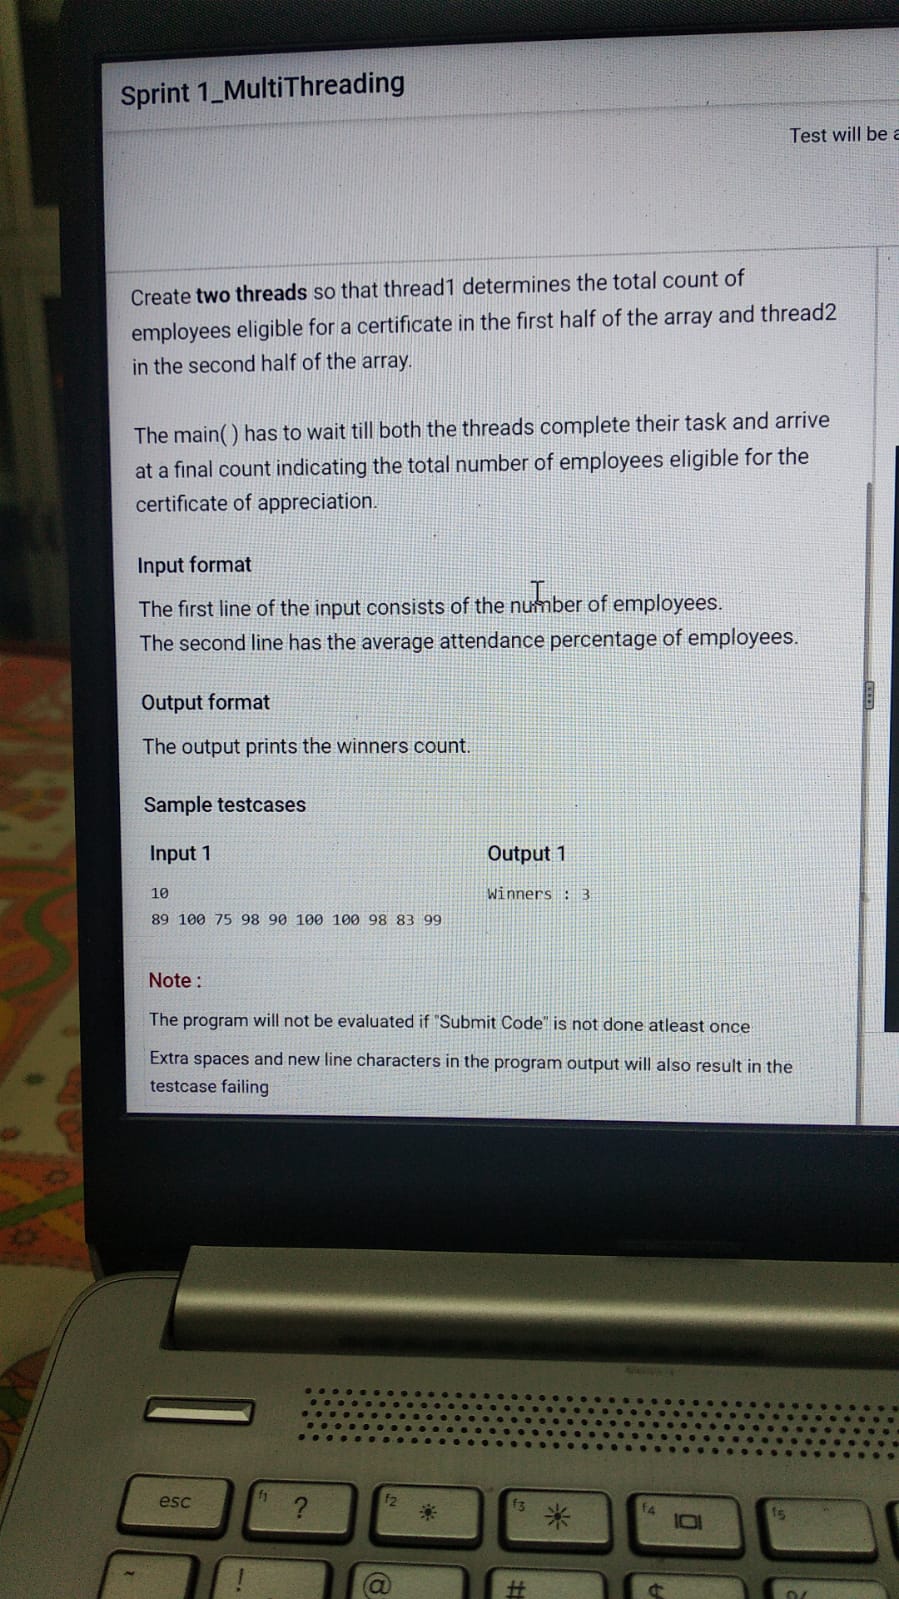 Sprint 1_MultiThreading
Test will be a
Create two threads so that thread1 determines the total count of
employees eligible for a certificate in the first half of the array and thread2
in the second half of the array.
The main( ) has to wait till both the threads complete their task and arrive
at a final count indicating the total number of employees eligible for the
certificate of appreciation.
Input format
The first line of the input consists of the number of employees.
The second line has the average attendance percentage of employees.
Output format
The output prints the winners count.
Sample testcases
Input 1
Output 1
10
Winners : 3
89 100 75 98 90 100 100 98 83 99
Note :
The program will not be evaluated if "Submit Code" is not done atleast once
Extra spaces and new line characters in the program output will also result in the
testcase failing
esc
f1 ?
f2
f3
f4
f5
~ ! @ # $ %